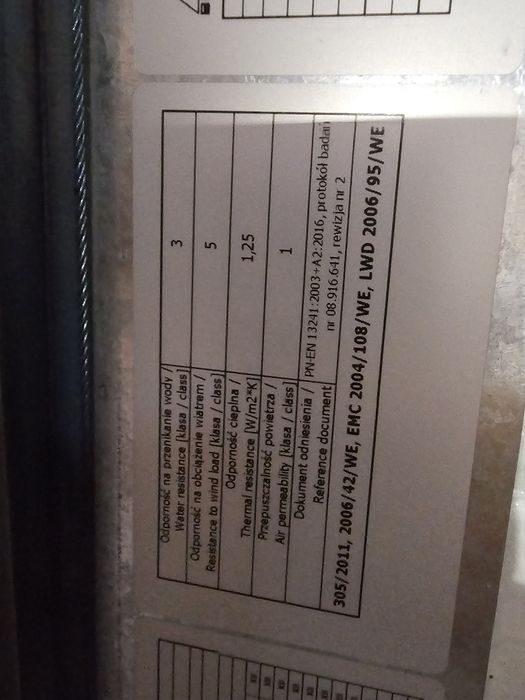 Odporność na przenikanie wody /
Water resistance [klasa / class]
3
Odporność na obciążenie wiatrem /
Resistance to wind load [klasa / class]
5
Odporność cieplna /
Thermal resistance [W/m2*K]
1,25
Przepuszczalność powietrza /
Air permeability [klasa / class]
1
Dokument odniesienia /
Reference document
PN-EN 13241:2003+A2:2016, protokół badań
nr 08.916.641, rewizja nr 2
305/2011, 2006/42/WE, EMC 2004/108/WE, LWD 2006/95/WE